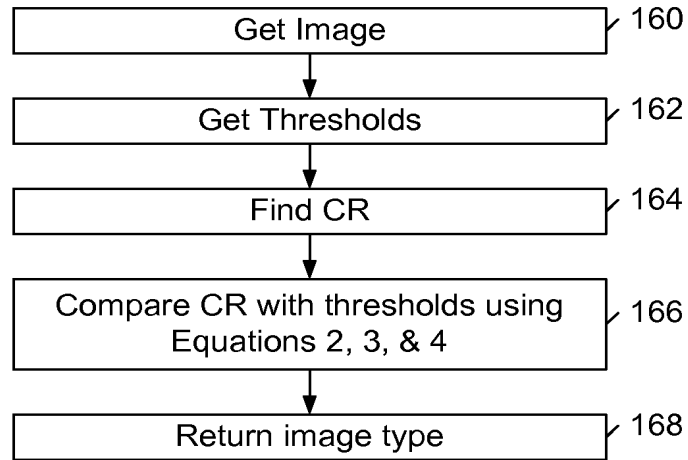 Get Image
160
Get Thresholds
162
Find CR
164
Compare CR with thresholds using
Equations 2, 3, & 4
166
Return image type
168